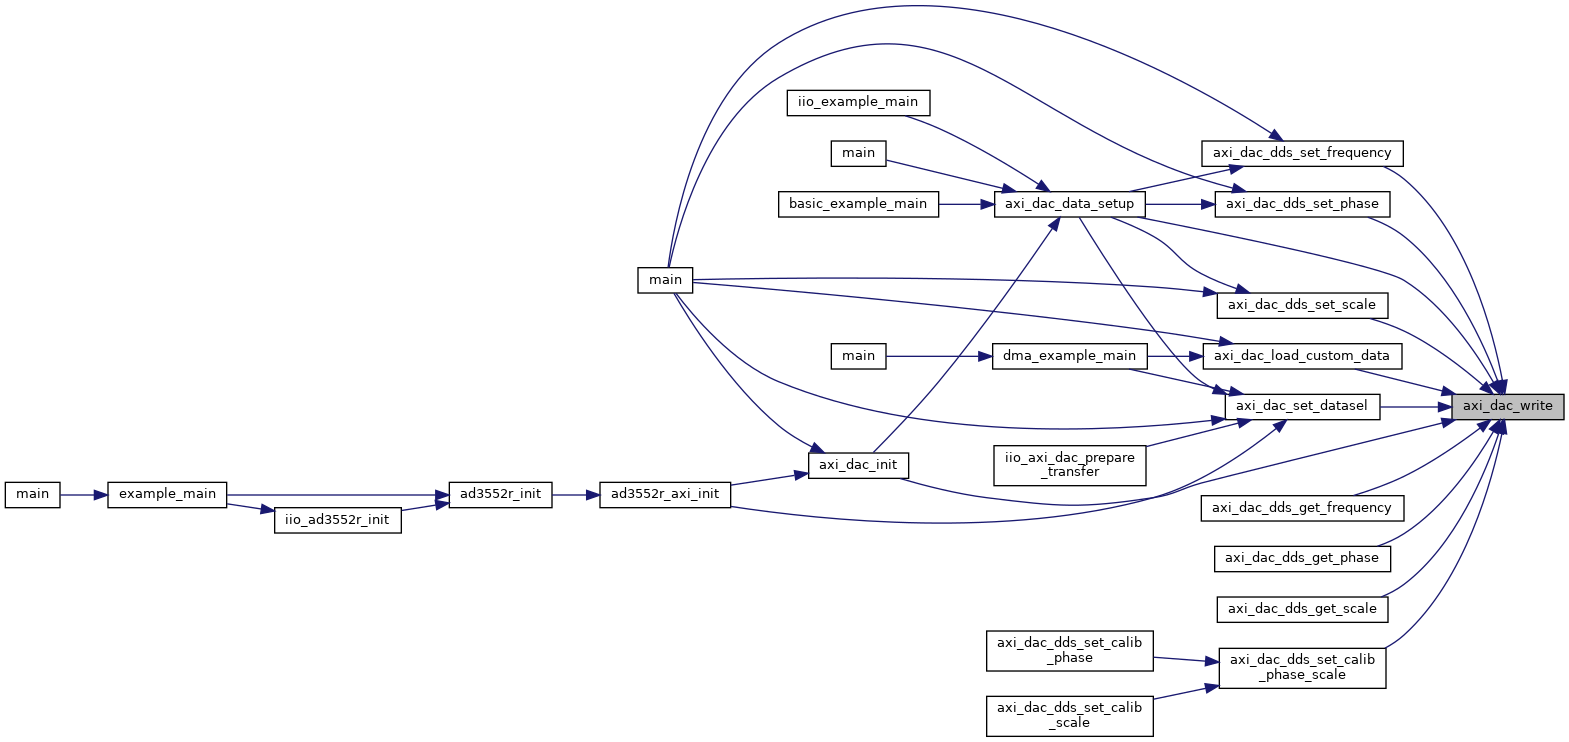 iio_example_main
main
axi_dac_dds_set_frequency
basic_example_main
axi_dac_data_setup
axi_dac_dds_set_phase
main
axi_dac_dds_set_scale
main
dma_example_main
axi_dac_load_custom_data
axi_dac_set_datasel
axi_dac_write
iio_axi_dac_prepare
_transfer
axi_dac_init
main
example_main
ad3552r_init
ad3552r_axi_init
iio_ad3552r_init
axi_dac_dds_get_frequency
axi_dac_dds_get_phase
axi_dac_dds_get_scale
axi_dac_dds_set_calib
_phase
axi_dac_dds_set_calib
_phase_scale
axi_dac_dds_set_calib
_scale